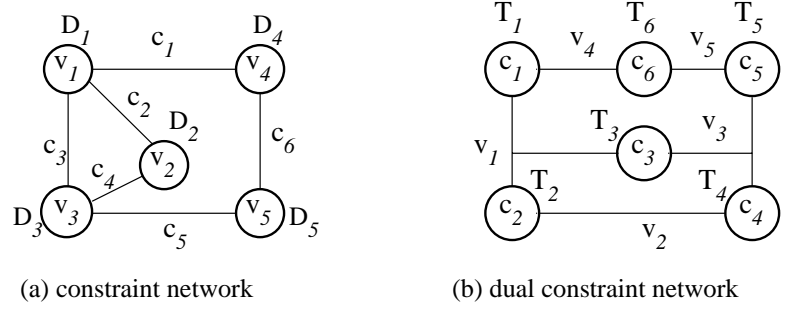 D1 D4 T1 T6 T5
c1 v4 v5
v1 v4 c1 c6 c5
c2 D2 T3 v3
c3 c6 v1 c3
c4 v2 T2 T4
D3 v3 v5 D5 c2 c4
c5 v2
(a) constraint network (b) dual constraint network